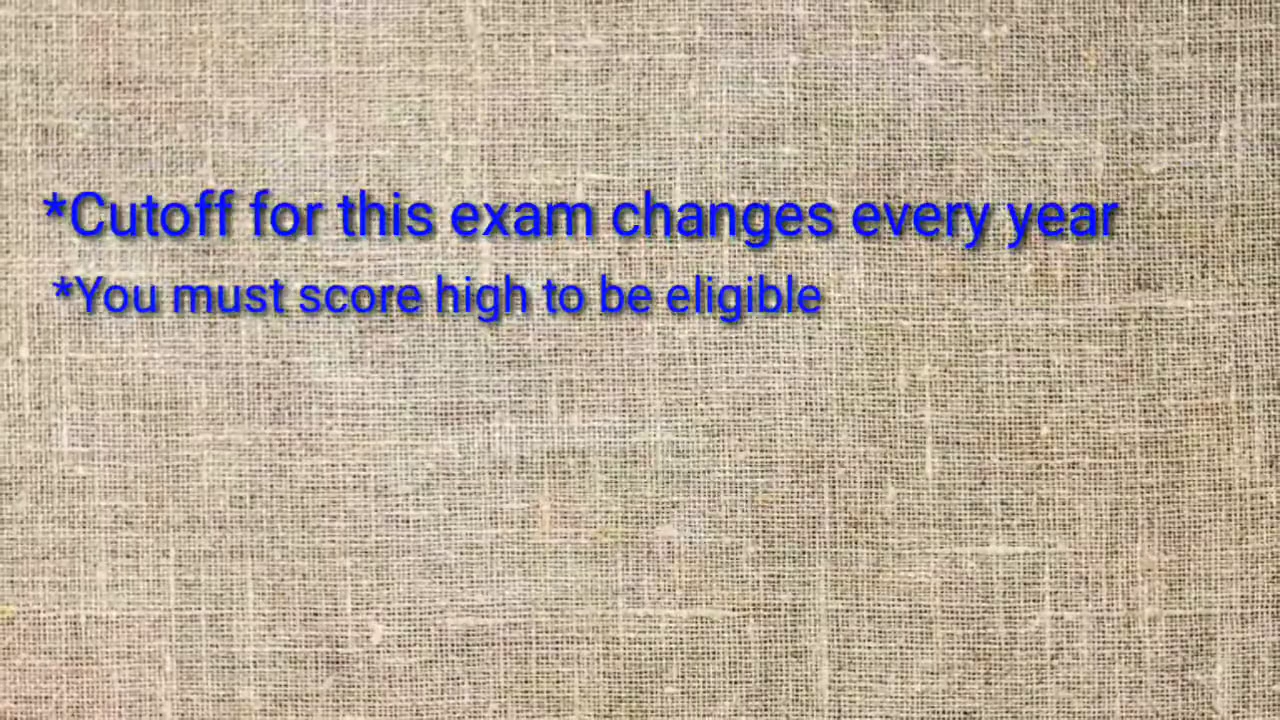 *Cutoff for this exam changes every year
*You must score high to be eligible